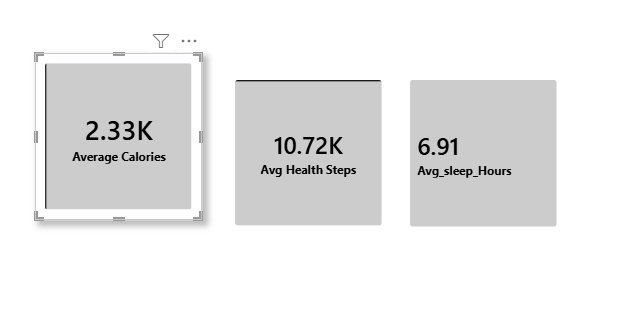 2.33K
Average Calories
10.72K
Avg Health Steps
6.91
Avg_sleep_Hours